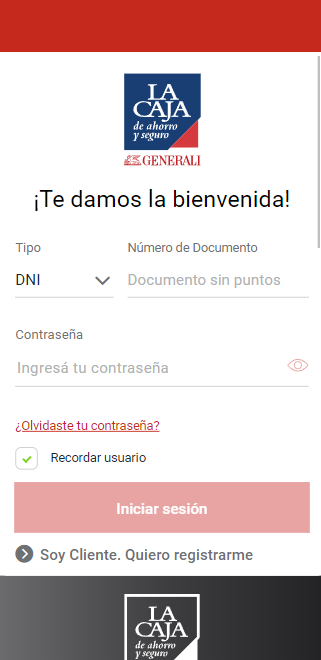 LA
CAJA
de ahorro
y seguro
GENERALI
¡Te damos la bienvenida!
Tipo
Número de Documento
DNI
Documento sin puntos
Contraseña
Ingresá tu contraseña
¿Olvidaste tu contraseña?
Recordar usuario
Iniciar sesión
Soy Cliente. Quiero registrarme
LA
CAJA
de ahorro
y seguro